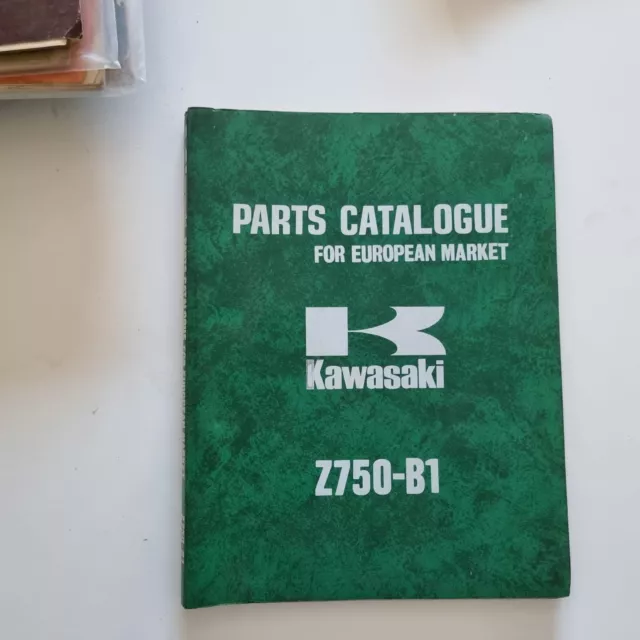 PARTS CATALOGUE
FOR EUROPEAN MARKET
Kawasaki
Z750-B1